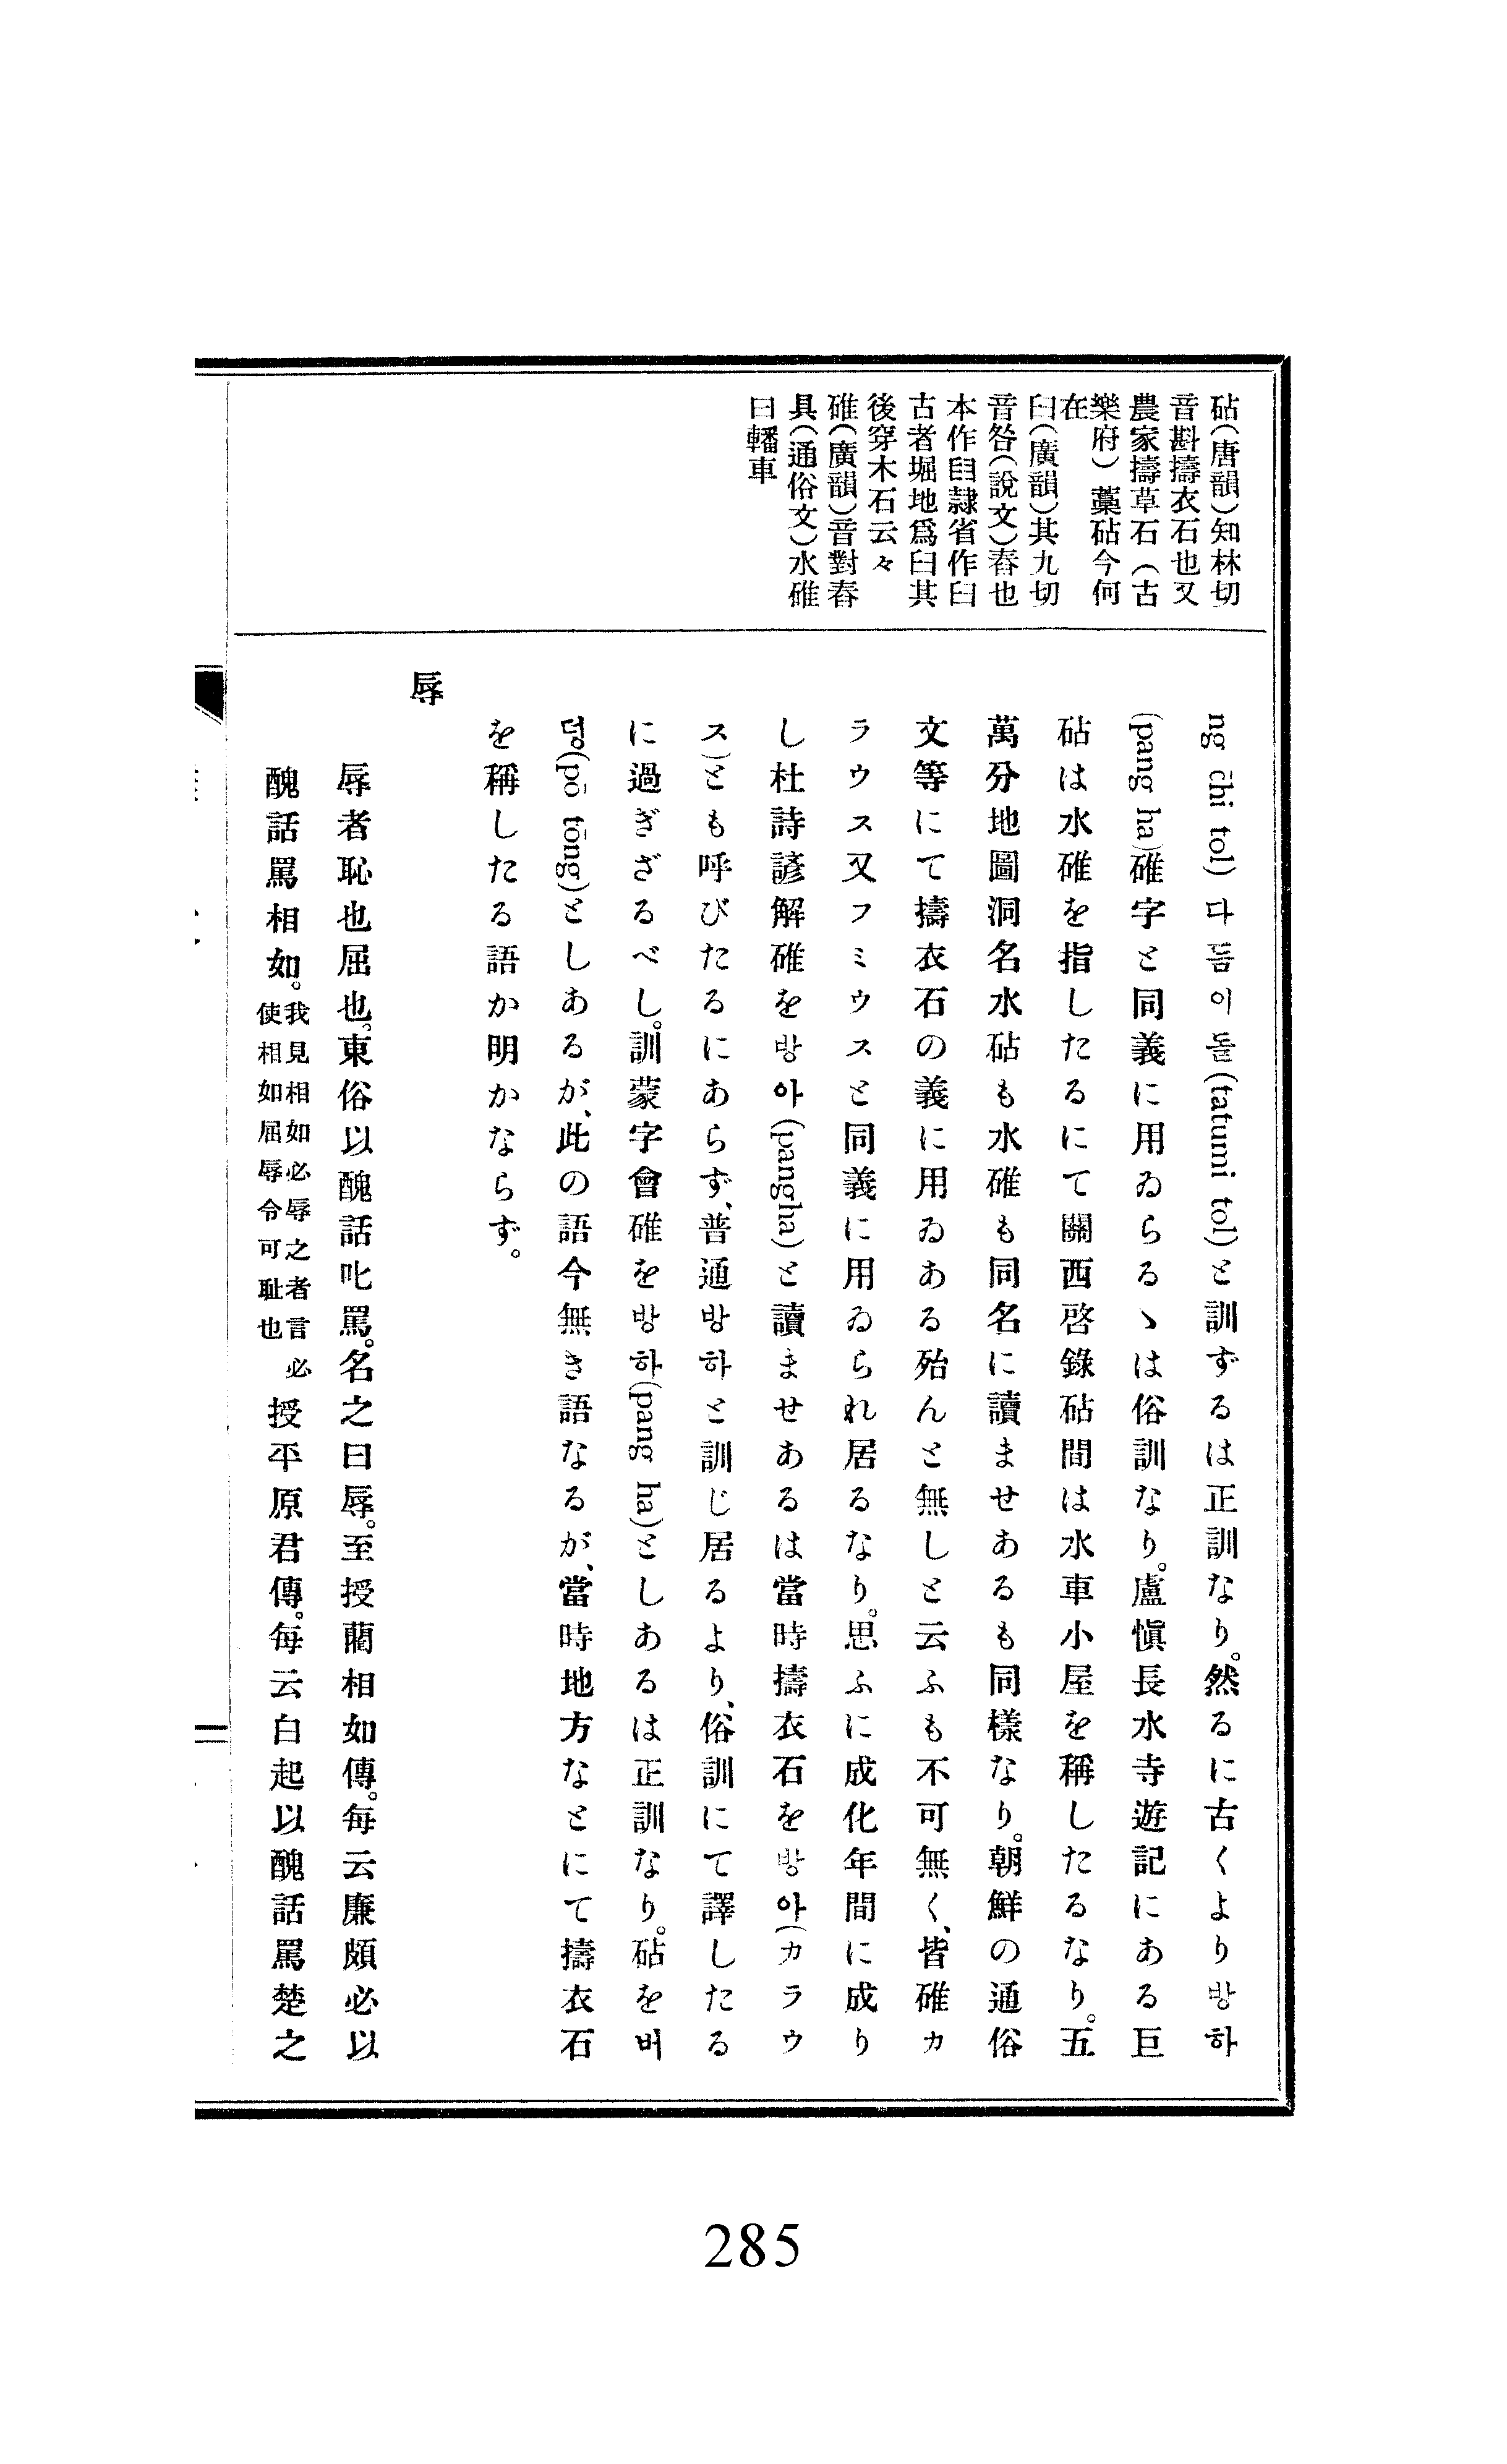 砧(唐韻)知林切
音斟擣衣石也又
農家擣草石(古
樂府)藁砧今何
在
臼(廣韻)其九切
音咎(說文)舂也
本作𦥑隷省作臼
古者堀地爲臼其
後穿木石云々
碓(廣韻)音對舂
具(通俗文)水碓
曰轓車
ng čhi tol) 다듬이돌(tatumi tol)と訓ずるは正訓なり。然るに古くより방하
(pang ha)碓字と同義に用ゐらるゝは俗訓なり。盧愼長水寺遊記にある巨
砧は水碓を指したるにて關西啓錄砧間は水車小屋を稱したるなり。五
萬分地圖洞名水砧も水碓も同名に讀ませあるも同樣なり。朝鮮の通俗
文等にて擣衣石の義に用ゐある殆んと無しと云ふも不可無く、皆碓カ
ラウス又フミウスと同義に用ゐられ居るなり。思ふに成化年間に成り
し杜詩諺解碓を방아(pangha)と讀ませあるは當時擣衣石を방아(カラウ
ス)とも呼びたるにあらず、普通방하と訓じ居るより、俗訓にて譯したる
に過ぎざるべし。訓蒙字會碓を방하(pang ha)としあるは正訓なり。砧を버
덩(pō tōng)としあるが、此の語今無き語なるが、當時地方なとにて擣衣石
を稱したる語か明かならず。
辱
辱者恥也屈也。東俗以醜話叱罵。名之曰辱。至授藺相如傳。每云廉頗必以
醜話罵相如。我見相如必辱之者言必使相如屈辱令可耻也授平原君傳。每云白起以醜話罵楚之
二
285